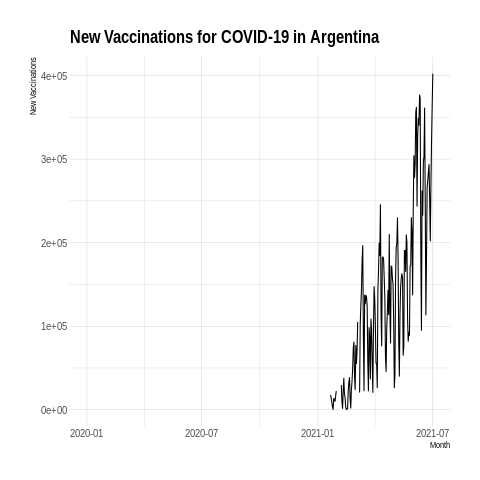 New Vaccinations for COVID-19 in Argentina
New Vaccinations
4e+05
3e+05
2e+05
1e+05
0e+00
2020-01 2020-07 2021-01 2021-07
Month